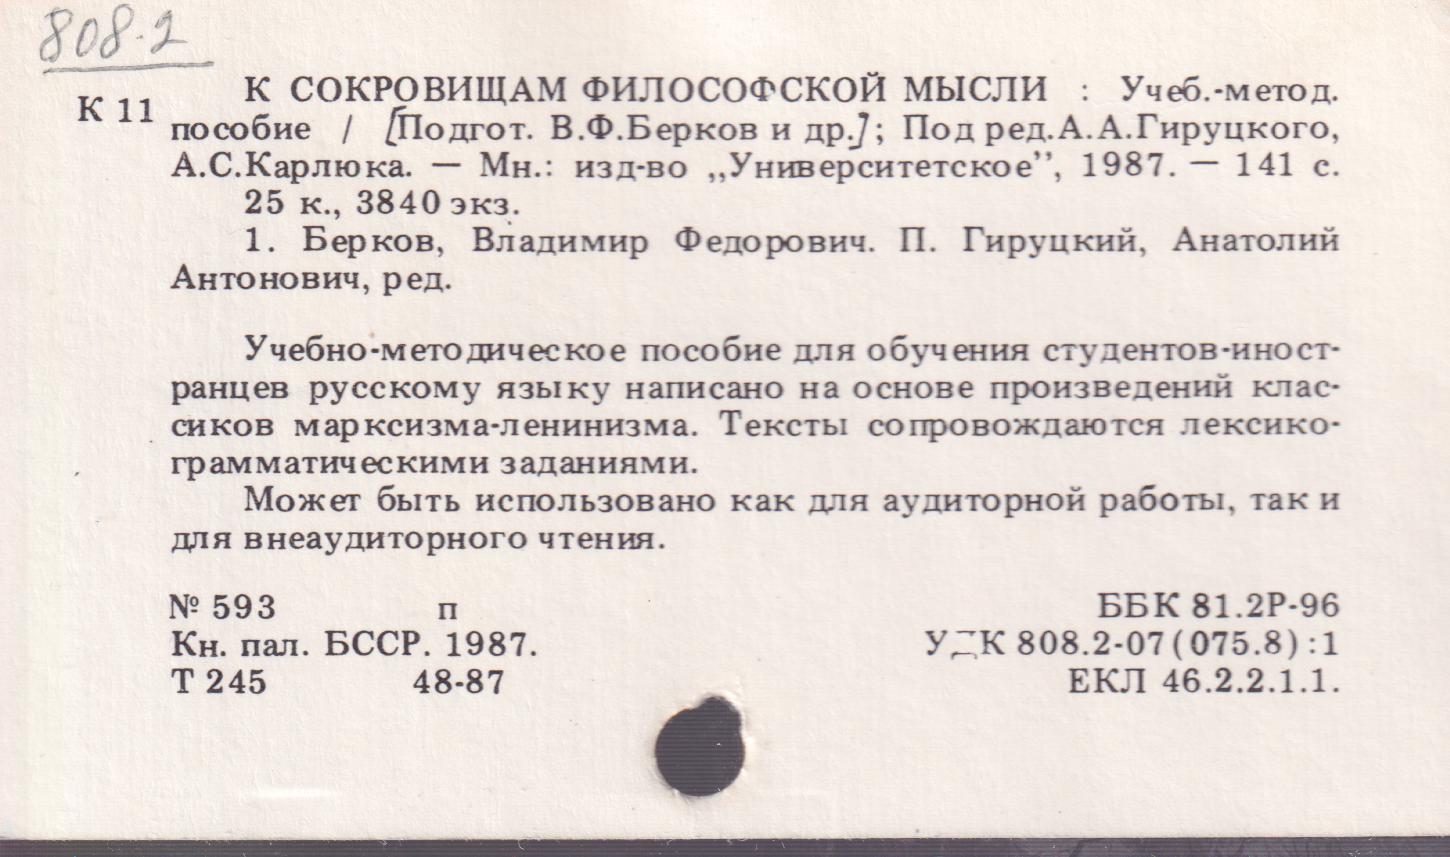 808.2
К 11
К СОКРОВИЩАМ ФИЛОСОФСКОЙ МЫСЛИ : Учеб.-метод.
пособие / [Подгот. В.Ф.Берков и др.]; Под ред.А.А.Гируцкого,
А.С.Карлюка. — Мн.: изд-во „Университетское”, 1987. — 141 с.
25 к., 3840 экз.
1. Берков, Владимир Федорович. П. Гируцкий, Анатолий
Антонович, ред.
Учебно-методическое пособие для обучения студентов-иност-
ранцев русскому языку написано на основе произведений клас-
сиков марксизма-ленинизма. Тексты сопровождаются лексико-
грамматическими заданиями.
Может быть использовано как для аудиторной работы, так и
для внеаудиторного чтения.
№ 593 п ББК 81.2Р-96
Кн. пал. БССР. 1987. УДК 808.2-07(075.8):1
Т 245 48-87 ЕКЛ 46.2.2.1.1.